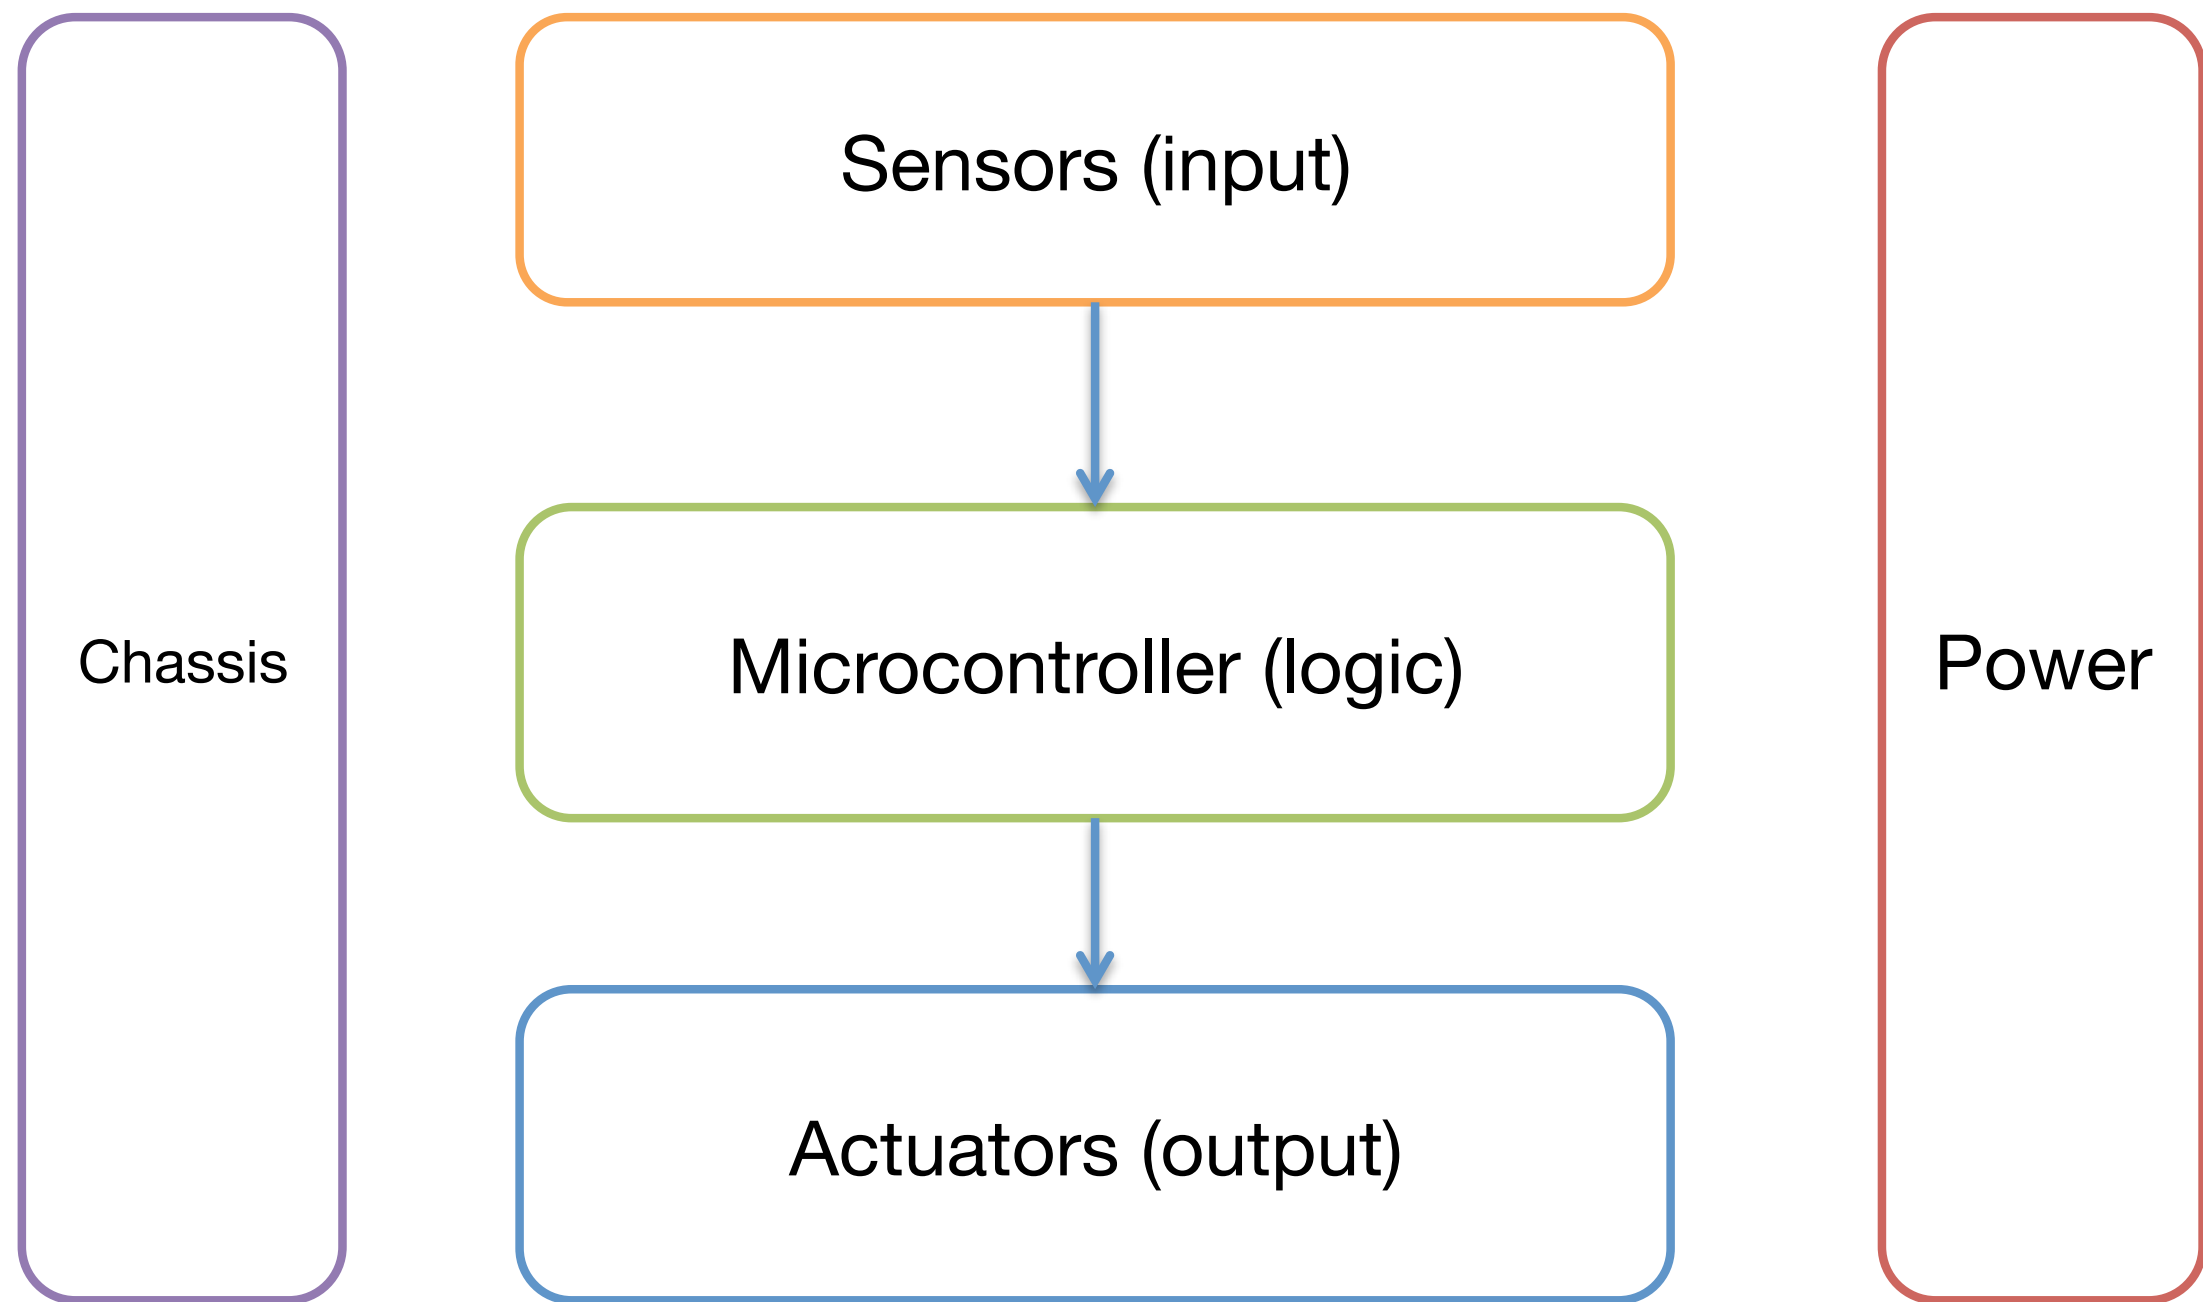 Sensors (input)
Chassis
Microcontroller (logic)
Power
Actuators (output)